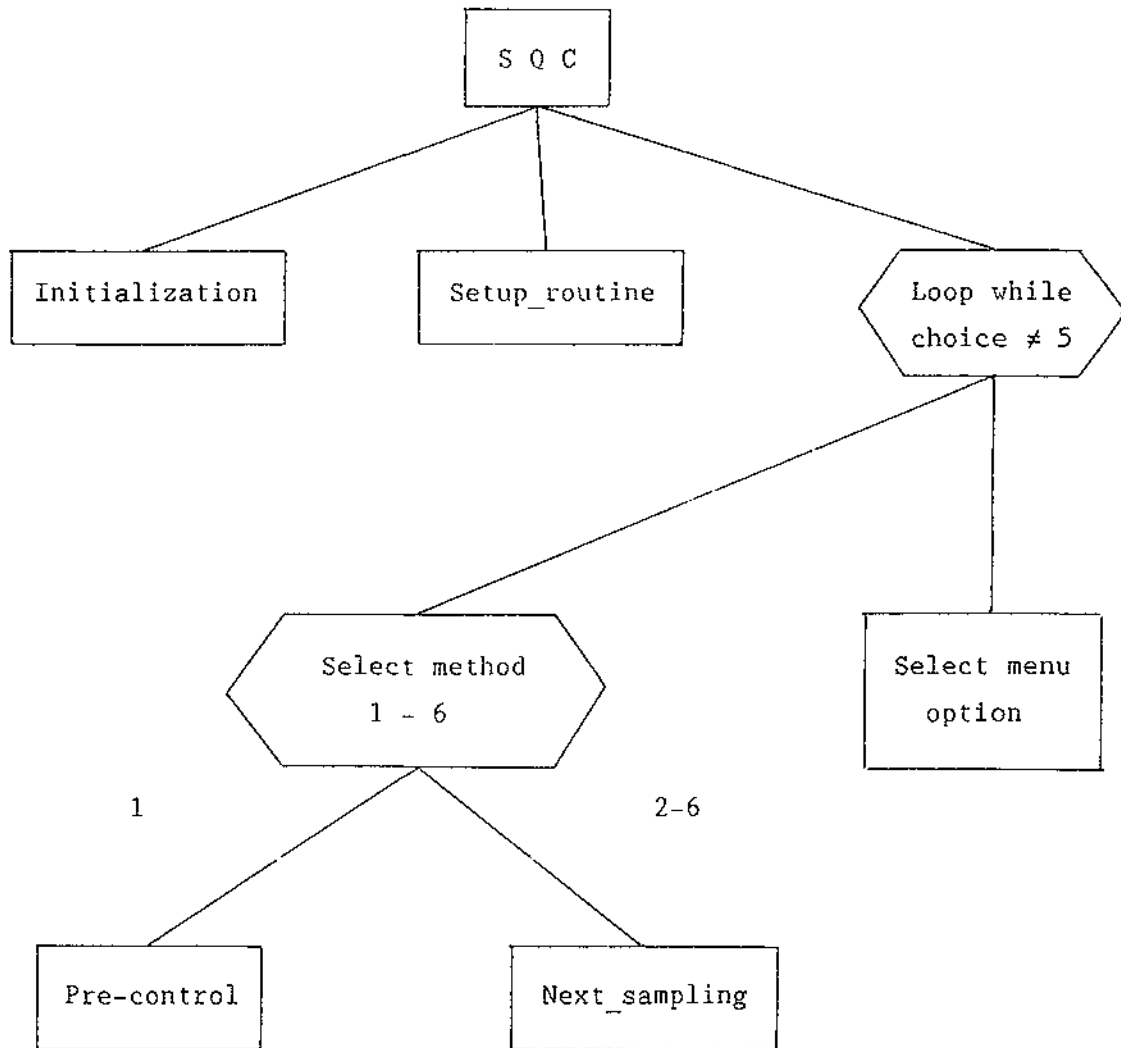 S Q C
Initialization
Setup_routine
Loop while
choice ≠ 5
Select method
1 - 6
Select menu
option
1
2-6
Pre-control
Next_sampling